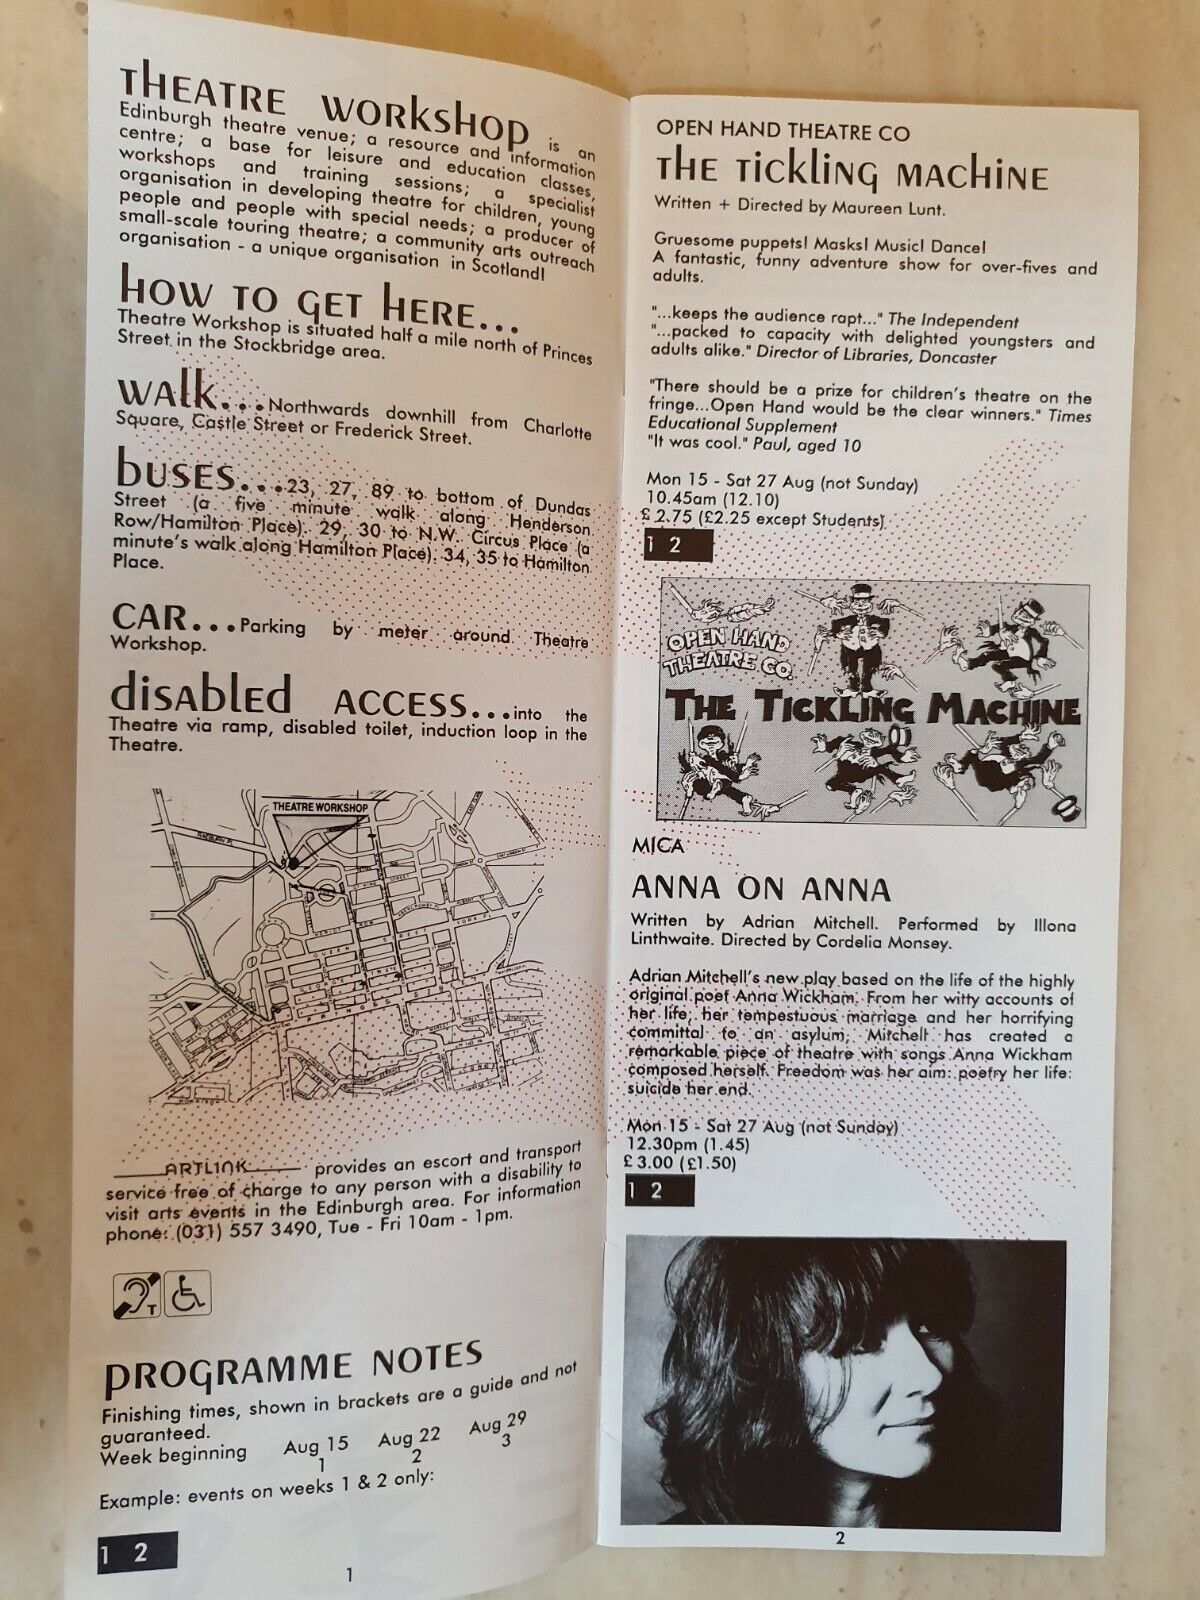 THEATRE WORKSHOP is an
Edinburgh theatre venue; a resource and information
centre; a base for leisure and education classes,
workshops and training sessions; a specialist
organisation in developing theatre for children, young
people and people with special needs; a producer of
small-scale touring theatre; a community arts outreach
organisation - a unique organisation in Scotland!
HOW TO GET HERE...
Theatre Workshop is situated half a mile north of Princes
Street in the Stockbridge area.
WALK...Northwards downhill from Charlotte
Square, Castle Street or Frederick Street.
BUSES...23, 27, 89 to bottom of Dundas
Street (a five minute walk along Henderson
Row/Hamilton Place). 29, 30 to N.W. Circus Place (a
minute's walk along Hamilton Place). 34, 35 to Hamilton
Place.
CAR...Parking by meter around Theatre
Workshop.
DISABLED ACCESS...into the
Theatre via ramp, disabled toilet, induction loop in the
Theatre.
THEATRE WORKSHOP
ARTLINK provides an escort and transport
service free of charge to any person with a disability to
visit arts events in the Edinburgh area. For information
phone: (031) 557 3490, Tue - Fri 10am - 1pm.
T
PROGRAMME NOTES
Finishing times, shown in brackets are a guide and not
guaranteed.
Week beginning Aug 15 Aug 22 Aug 29
1 2 3
Example: events on weeks 1 & 2 only:
1 2
1
OPEN HAND THEATRE CO
THE TICKLING MACHINE
Written + Directed by Maureen Lunt.
Gruesome puppets! Masks! Music! Dance!
A fantastic, funny adventure show for over-fives and
adults.
"...keeps the audience rapt..." The Independent
"...packed to capacity with delighted youngsters and
adults alike." Director of Libraries, Doncaster
"There should be a prize for children's theatre on the
fringe...Open Hand would be the clear winners." Times
Educational Supplement
"It was cool." Paul, aged 10
Mon 15 - Sat 27 Aug (not Sunday)
10.45am (12.10)
£2.75 (£2.25 except Students)
1 2
OPEN HAND
THEATRE CO.
THE TICKLING MACHINE
MICA
ANNA ON ANNA
Written by Adrian Mitchell. Performed by Illona
Linthwaite. Directed by Cordelia Monsey.
Adrian Mitchell's new play based on the life of the highly
original poet Anna Wickham. From her witty accounts of
her life, her tempestuous marriage and her horrifying
committal to an asylum, Mitchell has created a
remarkable piece of theatre with songs Anna Wickham
composed herself. Freedom was her aim: poetry her life:
suicide her end.
Mon 15 - Sat 27 Aug (not Sunday)
12.30pm (1.45)
£3.00 (£1.50)
1 2
2